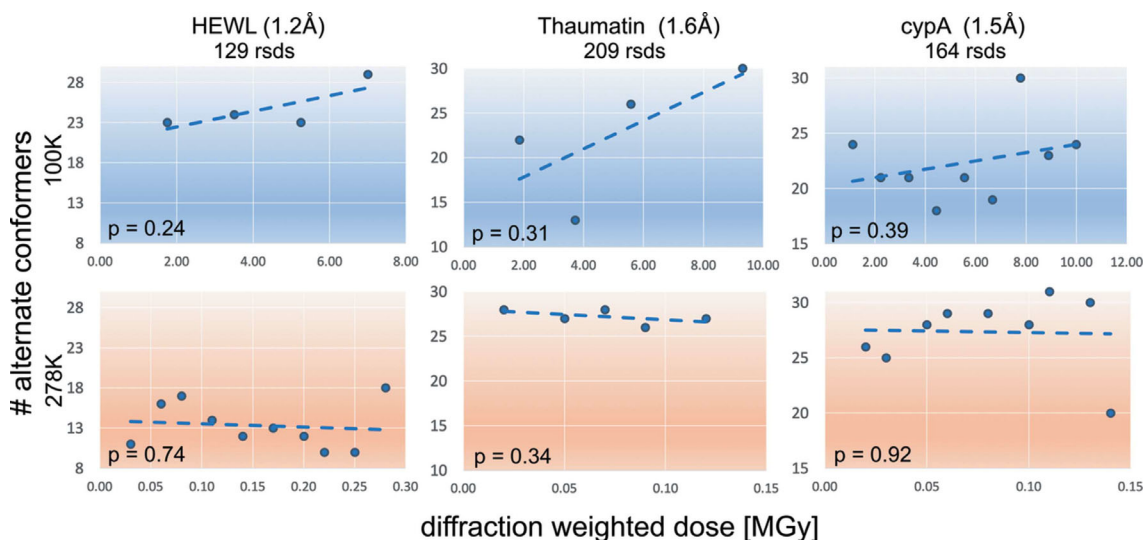 HEWL (1.2Å)
129 rsds
Thaumatin (1.6Å)
209 rsds
cypA (1.5Å)
164 rsds
# alternate conformers
100K
278K
28
23
18
13
8
p = 0.24
0.00 2.00 4.00 6.00 8.00
30
25
20
15
10
p = 0.31
0.00 2.00 4.00 6.00 8.00 10.00
30
25
20
15
p = 0.39
0.00 2.00 4.00 6.00 8.00 10.00 12.00
28
23
18
13
8
p = 0.74
0.00 0.05 0.10 0.15 0.20 0.25 0.30
30
25
20
15
10
p = 0.34
0.00 0.05 0.10 0.15
30
25
20
15
p = 0.92
0.00 0.05 0.10 0.15
diffraction weighted dose [MGy]